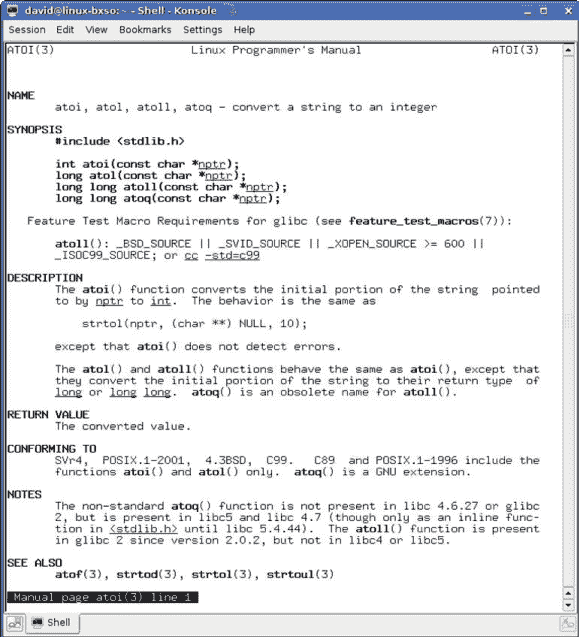 david@linux-bxso:~ - Shell - Konsole
Session Edit View Bookmarks Settings Help
ATOI(3) Linux Programmer's Manual ATOI(3)
NAME
atoi, atol, atoll, atoq - convert a string to an integer
SYNOPSIS
#include <stdlib.h>
int atoi(const char *nptr);
long atol(const char *nptr);
long long atoll(const char *nptr);
long long atoq(const char *nptr);
Feature Test Macro Requirements for glibc (see feature_test_macros(7)):
atoll(): _BSD_SOURCE || _SVID_SOURCE || _XOPEN_SOURCE >= 600 ||
_ISOC99_SOURCE; or cc -std=c99
DESCRIPTION
The atoi() function converts the initial portion of the string pointed
to by nptr to int. The behavior is the same as
strtol(nptr, (char **) NULL, 10);
except that atoi() does not detect errors.
The atol() and atoll() functions behave the same as atoi(), except that
they convert the initial portion of the string to their return type of
long or long long. atoq() is an obsolete name for atoll().
RETURN VALUE
The converted value.
CONFORMING TO
SVr4, POSIX.1-2001, 4.3BSD, C99. C89 and POSIX.1-1996 include the
functions atoi() and atol() only. atoq() is a GNU extension.
NOTES
The non-standard atoq() function is not present in libc 4.6.27 or glibc
2, but is present in libc5 and libc 4.7 (though only as an inline func-
tion in <stdlib.h> until libc 5.4.44). The atoll() function is present
in glibc 2 since version 2.0.2, but not in libc4 or libc5.
SEE ALSO
atof(3), strtod(3), strtol(3), strtoul(3)
Manual page atoi(3) line 1
Shell